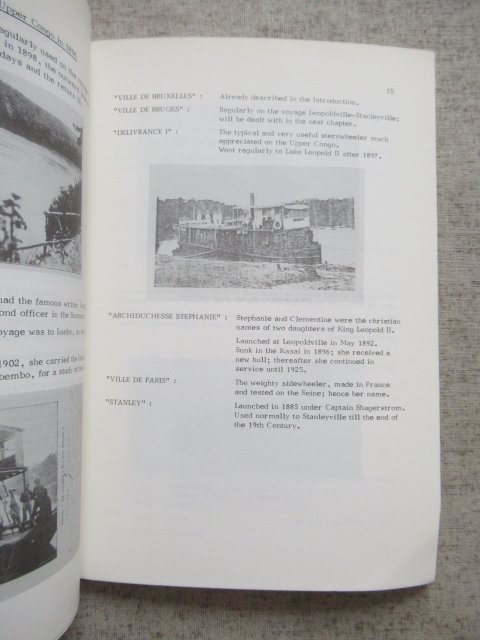 Upper Congo in 1896
regularly used on the
in 1898, the outward
days and the return
had the famous writer
ond officer in the
oyage was to Luebo,
1902, she carried the
bembo, for a study of
15
"VILLE DE BRUXELLES" : Already described in the Introduction.
"VILLE DE BRUGES" : Regularly on the voyage Leopoldville-Stanleyville;
will be dealt with in the next chapter.
"DELIVRANCE I" : The typical and very useful sternwheeler much
appreciated on the Upper Congo.
Went regularly to Lake Leopold II after 1897.
"ARCHIDUCHESSE STEPHANIE" : Stephanie and Clementine were the christian
names of two daughters of King Leopold II.
Launched at Leopoldville in May 1892.
Sunk in the Kasai in 1896; she received a
new hull; thereafter she continued in
service until 1925.
"VILLE DE PARIS" : The weighty sidewheeler, made in France
and tested on the Seine; hence her name.
"STANLEY" : Launched in 1885 under Captain Shagerstrom.
Used normally to Stanleyville till the end of
the 19th Century.